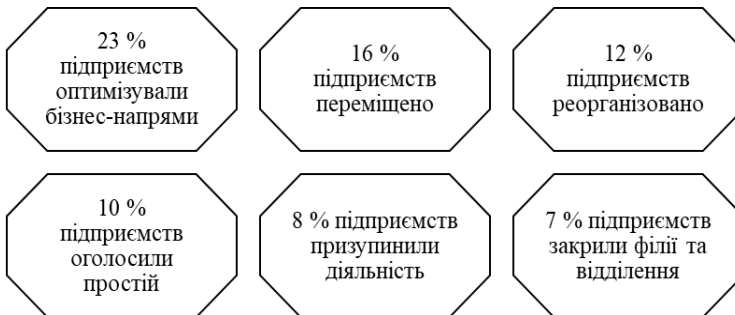 23 %
підприємств
оптимізували
бізнес-напрями
16 %
підприємств
переміщено
12 %
підприємств
реорганізовано
10 %
підприємств
оголосили
простій
8 % підприємств
призупинили
діяльність
7 % підприємств
закрили філії та
відділення